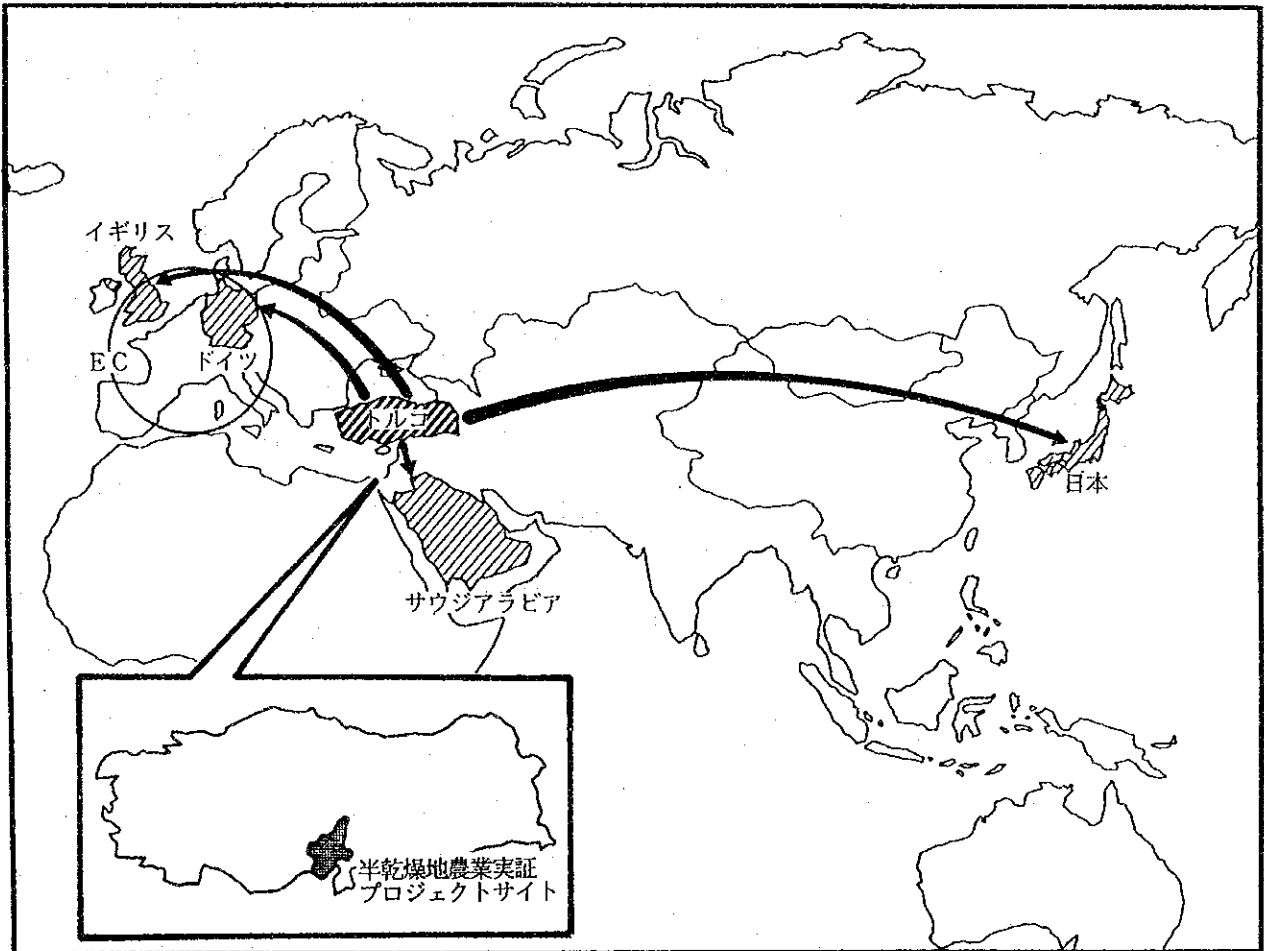 イギリス
EC
ドイツ
トルコ
日本
サウジアラビア
半乾燥地農業実証
プロジェクトサイト